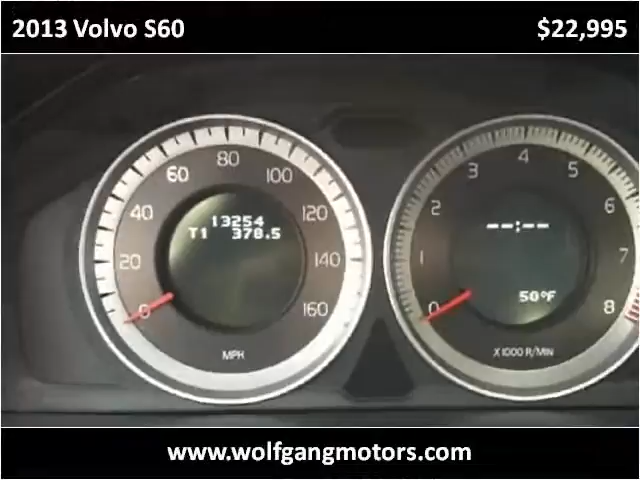 2013 Volvo S60 $22,995
80
60 100
40 120
20 140
0 160
13254
T1 378.5
MPH
4
3 5
2 6
1 7
0 8
--:--
50°F
X1000 R/MIN
www.wolfgangmotors.com